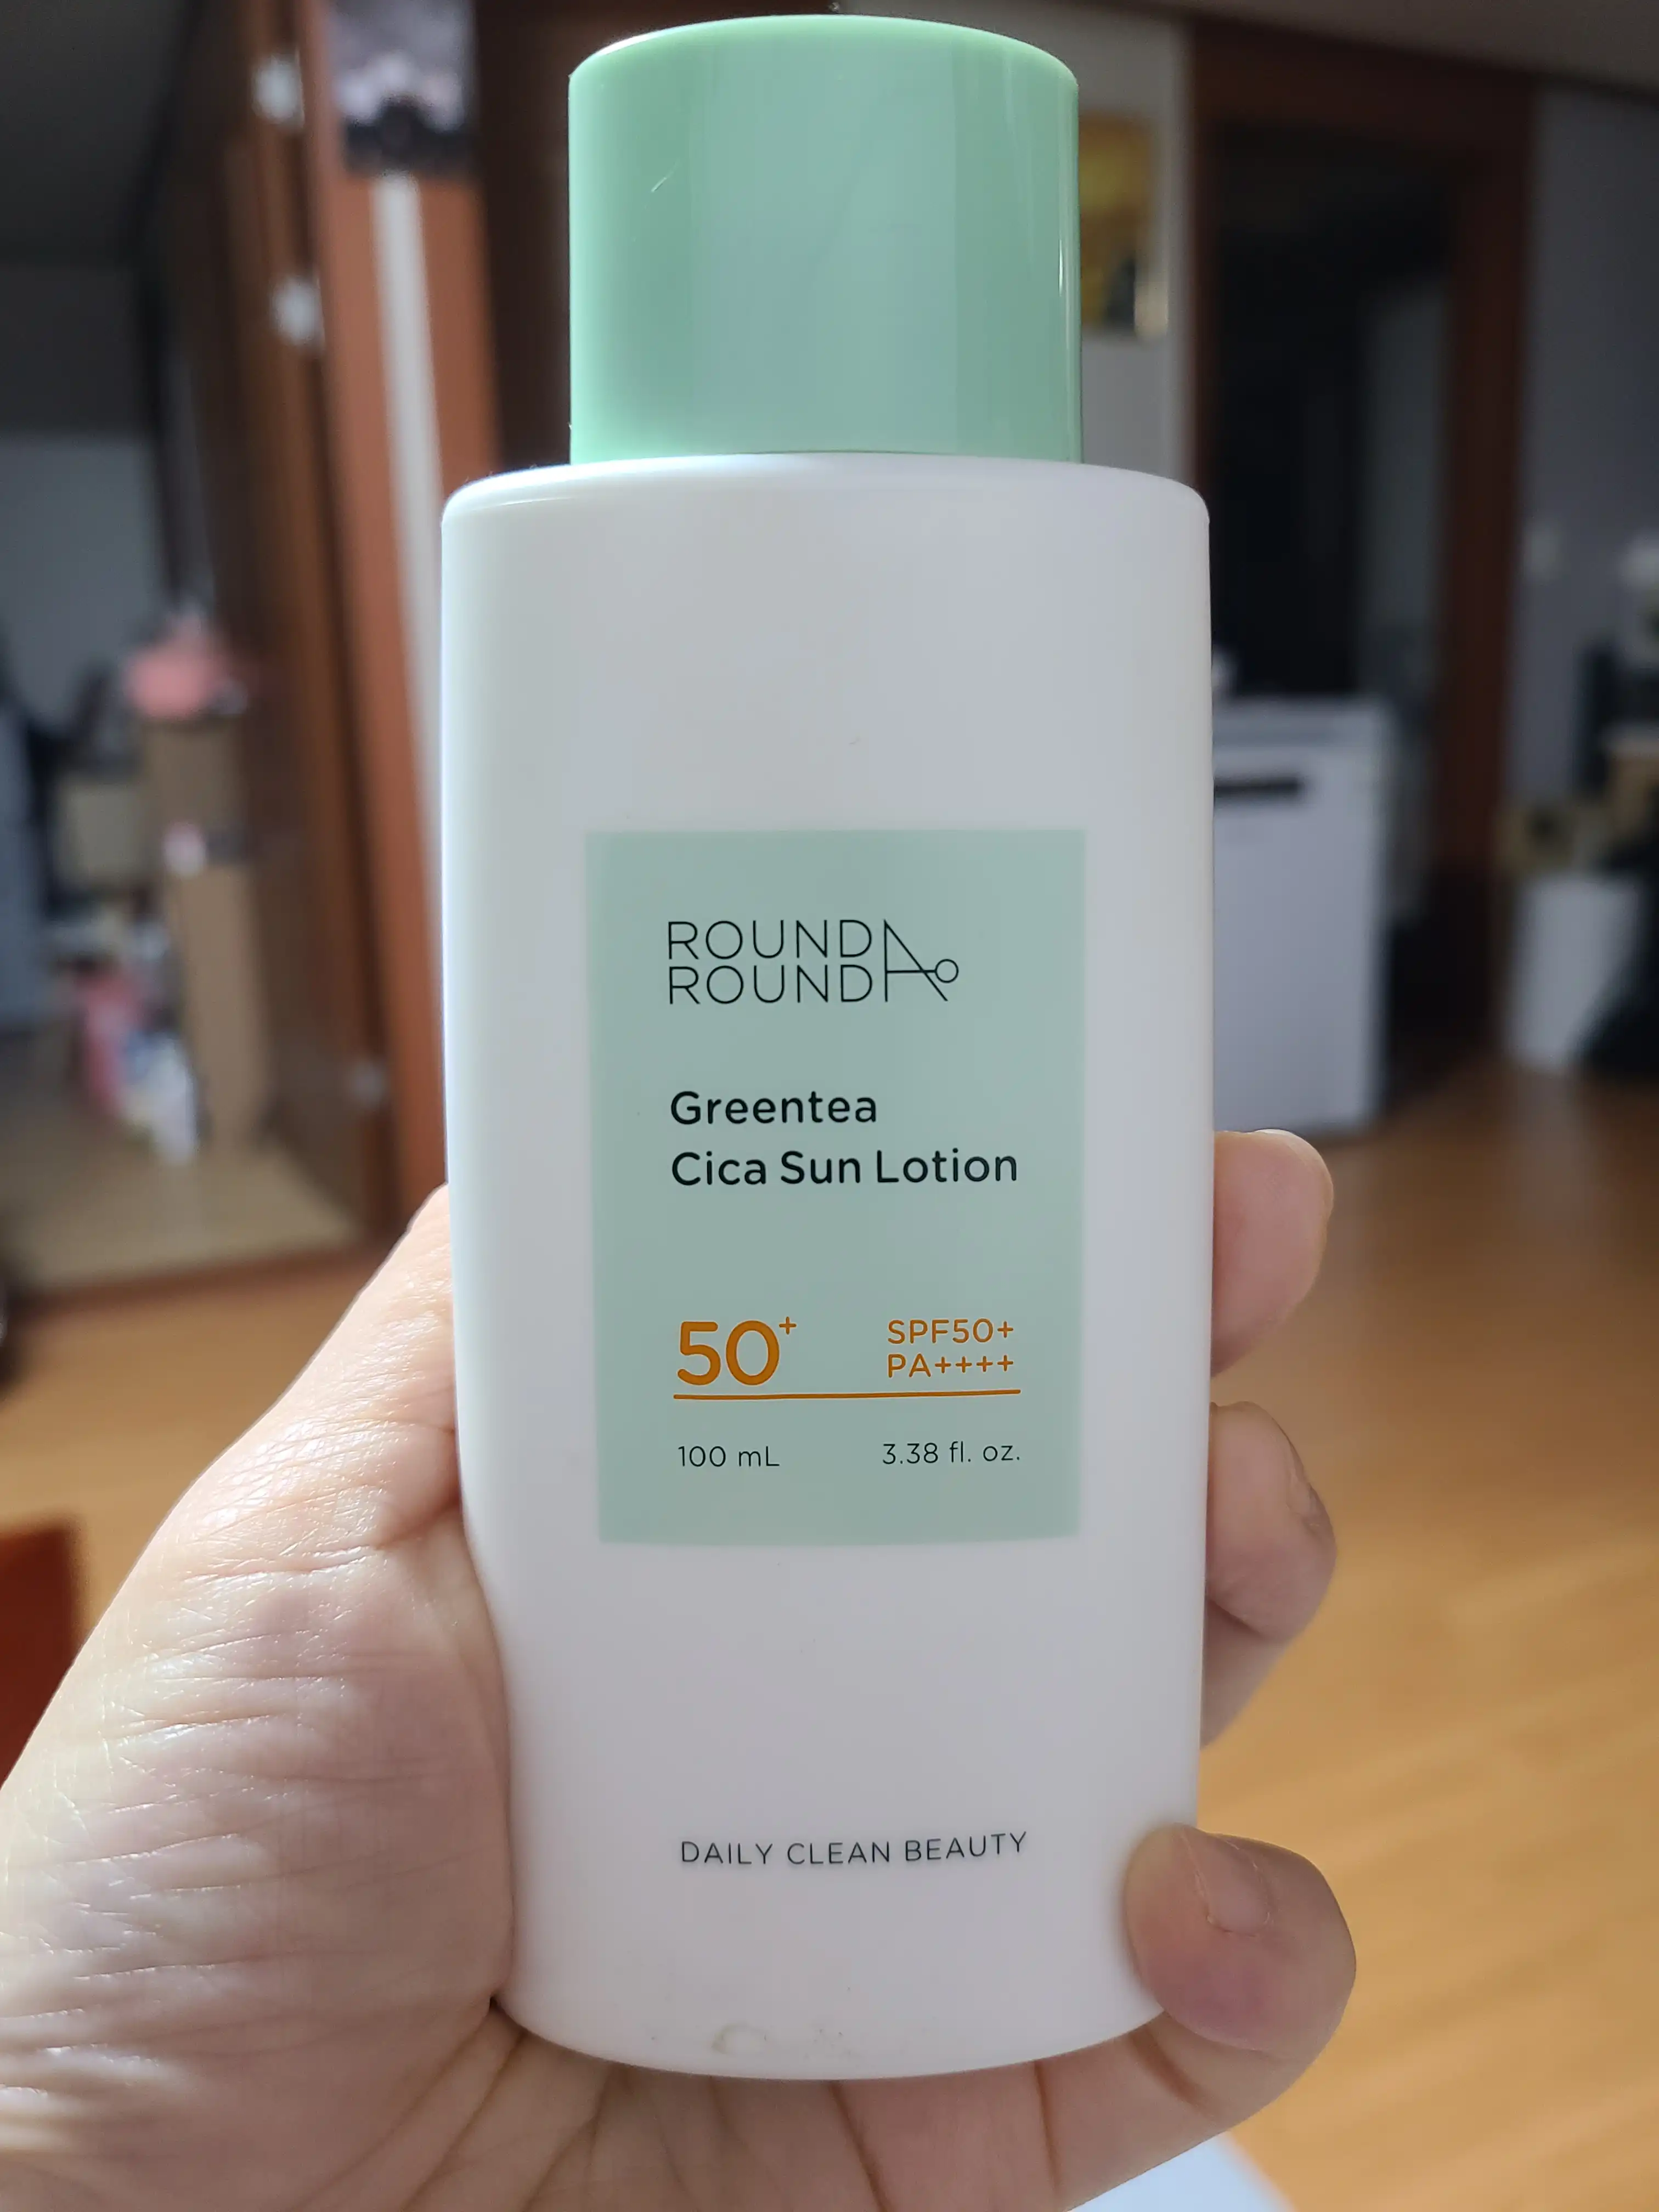 ROUND
ROUND A
Greentea
Cica Sun Lotion
50+ SPF50+
PA++++
100 mL 3.38 fl. oz.
DAILY CLEAN BEAUTY